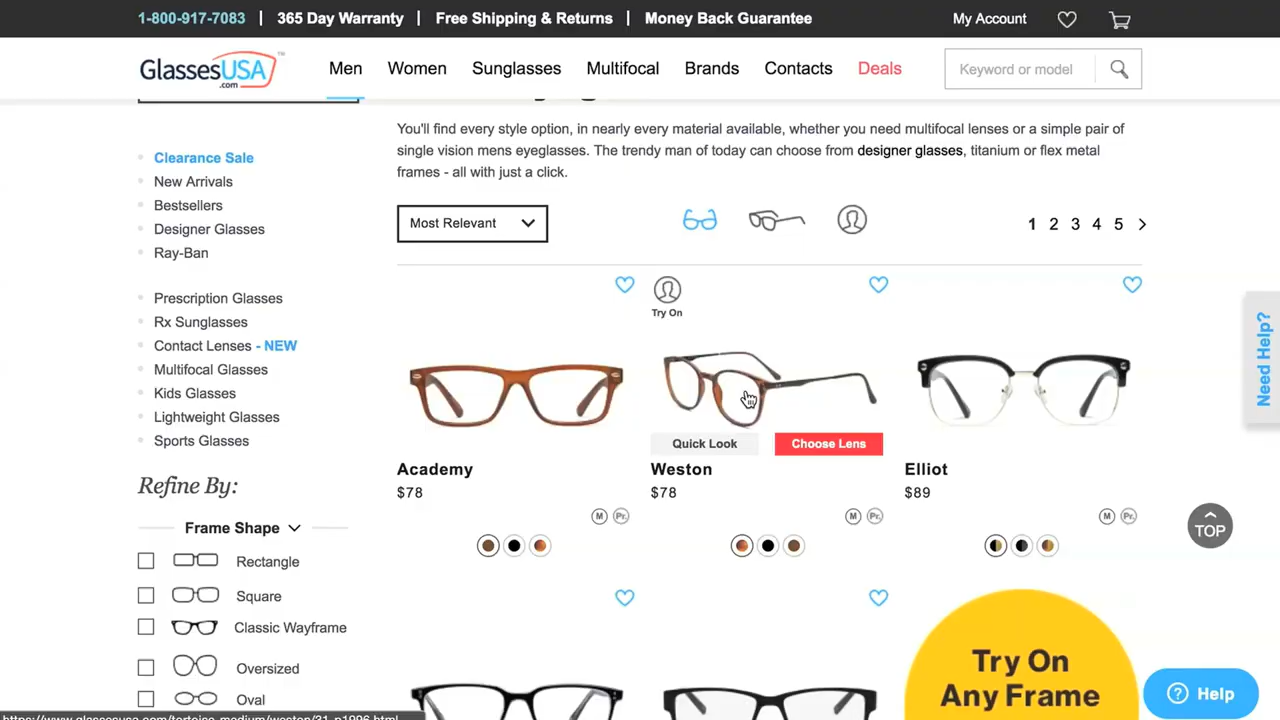 1-800-917-7083 | 365 Day Warranty | Free Shipping & Returns | Money Back Guarantee My Account
GlassesUSA™ .com Men Women Sunglasses Multifocal Brands Contacts Deals Keyword or model
You'll find every style option, in nearly every material available, whether you need multifocal lenses or a simple pair of
single vision mens eyeglasses. The trendy man of today can choose from designer glasses, titanium or flex metal
frames - all with just a click.
Clearance Sale
New Arrivals
Bestsellers
Designer Glasses
Ray-Ban
Prescription Glasses
Rx Sunglasses
Contact Lenses - NEW
Multifocal Glasses
Kids Glasses
Lightweight Glasses
Sports Glasses
Refine By:
Frame Shape
Rectangle
Square
Classic Wayframe
Oversized
Oval
Most Relevant
1 2 3 4 5
Try On
Quick Look Choose Lens
Academy
$78
M Pr.
Weston
$78
M Pr.
Elliot
$89
M Pr.
Try On
Any Frame
Need Help?
TOP
Help